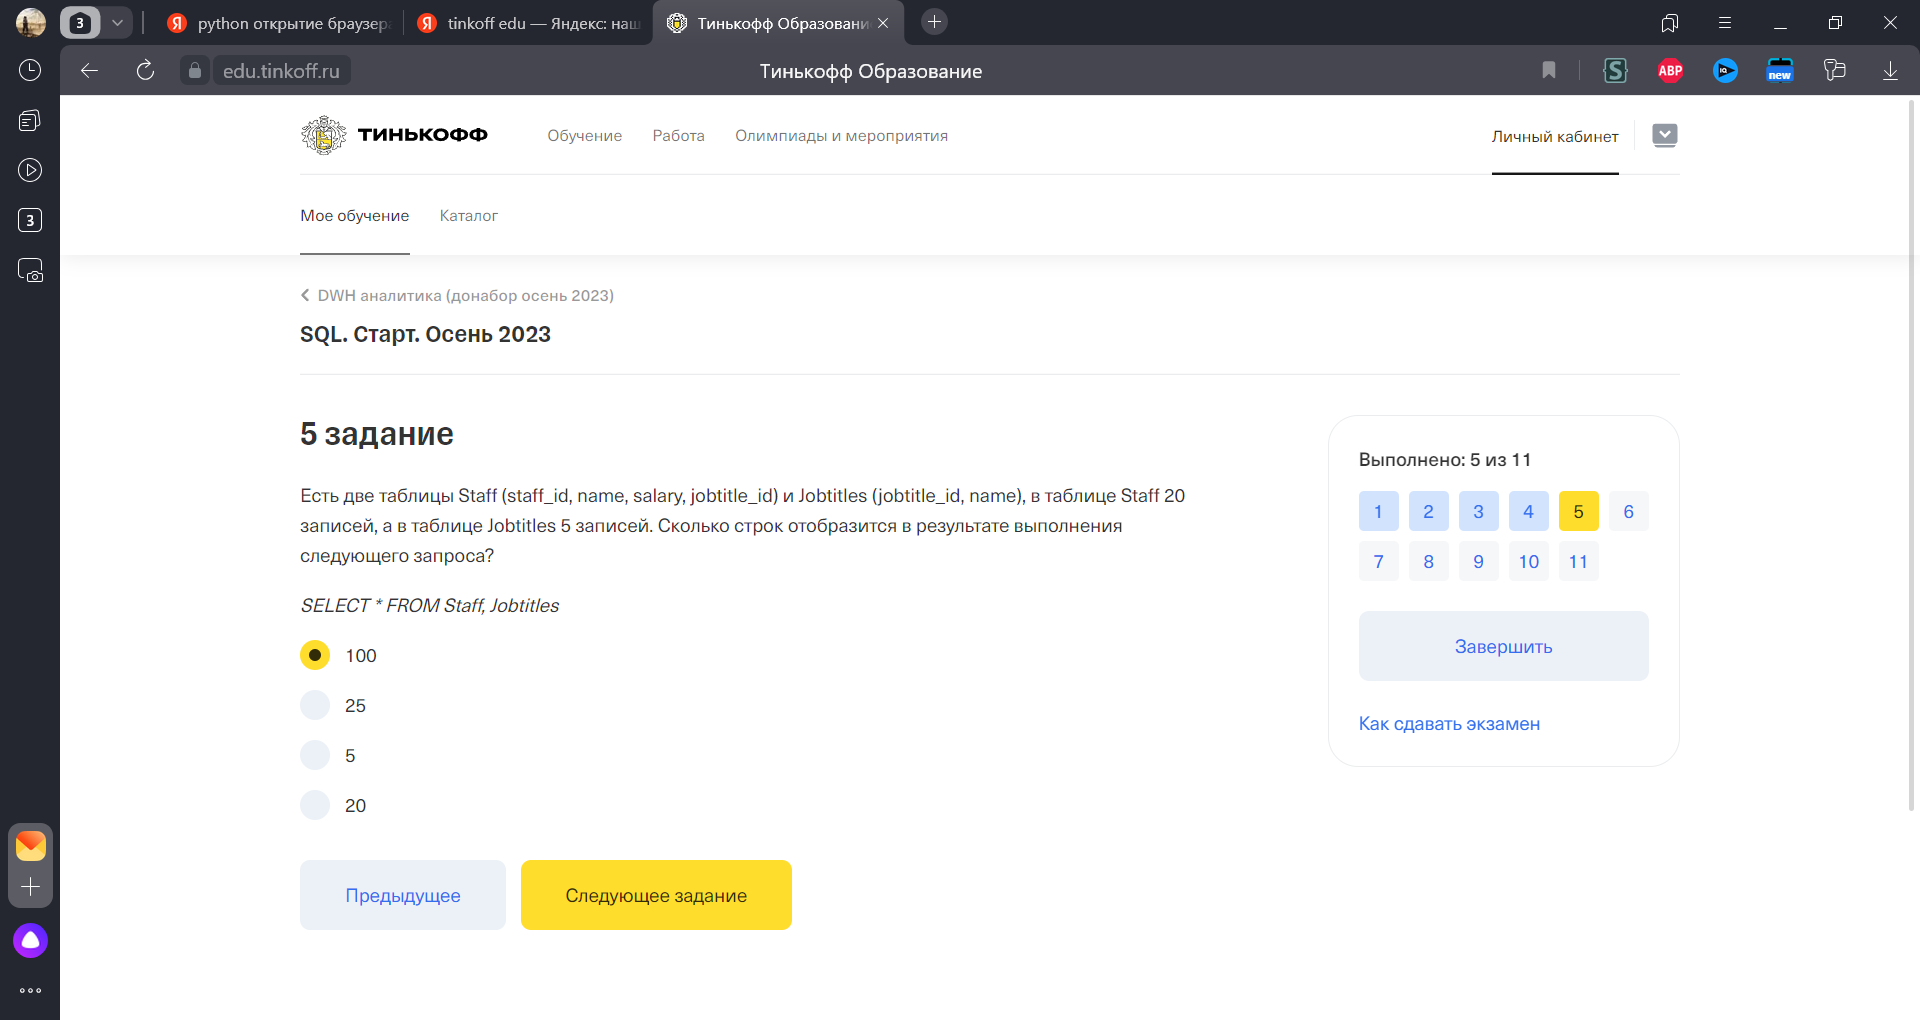 3
python открытие браузер
tinkoff edu — Яндекс: наш
Тинькофф Образовани
edu.tinkoff.ru
Тинькофф Образование
ABP
new
3
ТИНЬКОФФ
Обучение
Работа
Олимпиады и мероприятия
Личный кабинет
Мое обучение
Каталог
DWH аналитика (донабор осень 2023)
SQL. Старт. Осень 2023
5 задание
Есть две таблицы Staff (staff_id, name, salary, jobtitle_id) и Jobtitles (jobtitle_id, name), в таблице Staff 20
записей, а в таблице Jobtitles 5 записей. Сколько строк отобразится в результате выполнения
следующего запроса?
SELECT * FROM Staff, Jobtitles
100
25
5
20
Предыдущее
Следующее задание
Выполнено: 5 из 11
1 2 3 4 5 6
7 8 9 10 11
Завершить
Как сдавать экзамен